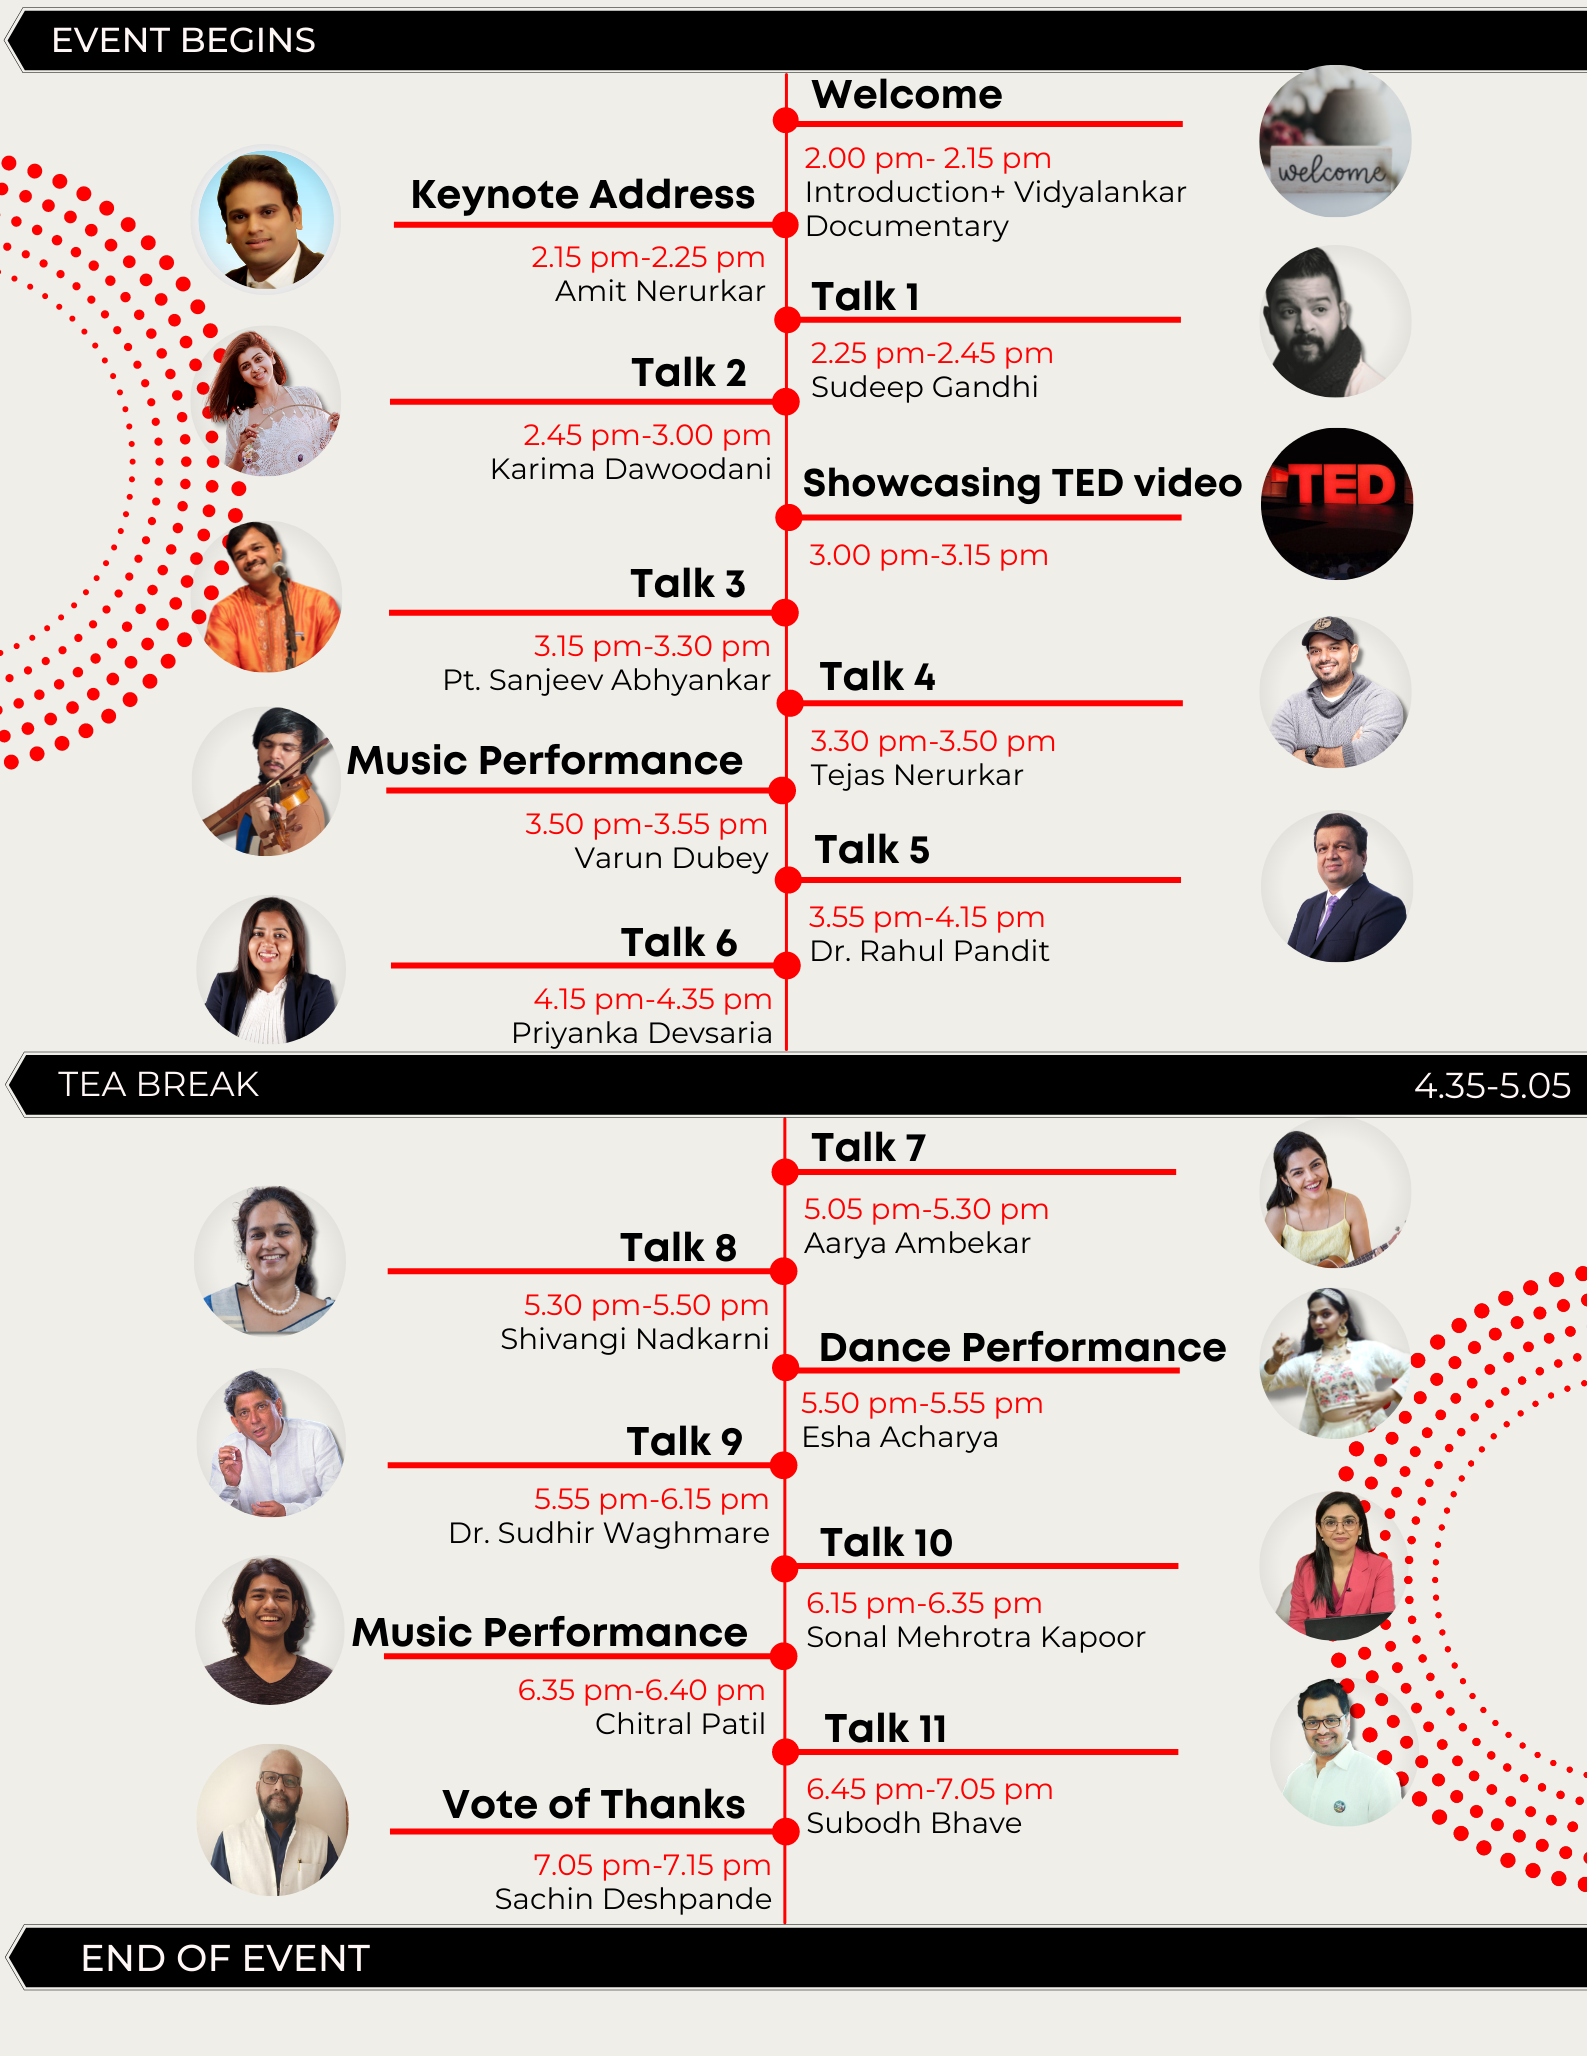 EVENT BEGINS
Welcome
2.00 pm- 2.15 pm
Introduction+ Vidyalankar
Documentary
welcome
Keynote Address
2.15 pm-2.25 pm
Amit Nerurkar
Talk 1
2.25 pm-2.45 pm
Sudeep Gandhi
Talk 2
2.45 pm-3.00 pm
Karima Dawoodani
Showcasing TED video
3.00 pm-3.15 pm
TED
Talk 3
3.15 pm-3.30 pm
Pt. Sanjeev Abhyankar
Talk 4
3.30 pm-3.50 pm
Tejas Nerurkar
Music Performance
3.50 pm-3.55 pm
Varun Dubey
Talk 5
3.55 pm-4.15 pm
Dr. Rahul Pandit
Talk 6
4.15 pm-4.35 pm
Priyanka Devsaria
TEA BREAK
4.35-5.05
Talk 7
5.05 pm-5.30 pm
Aarya Ambekar
Talk 8
5.30 pm-5.50 pm
Shivangi Nadkarni
Dance Performance
5.50 pm-5.55 pm
Esha Acharya
Talk 9
5.55 pm-6.15 pm
Dr. Sudhir Waghmare
Talk 10
6.15 pm-6.35 pm
Sonal Mehrotra Kapoor
Music Performance
6.35 pm-6.40 pm
Chitral Patil
Talk 11
6.45 pm-7.05 pm
Subodh Bhave
Vote of Thanks
7.05 pm-7.15 pm
Sachin Deshpande
END OF EVENT